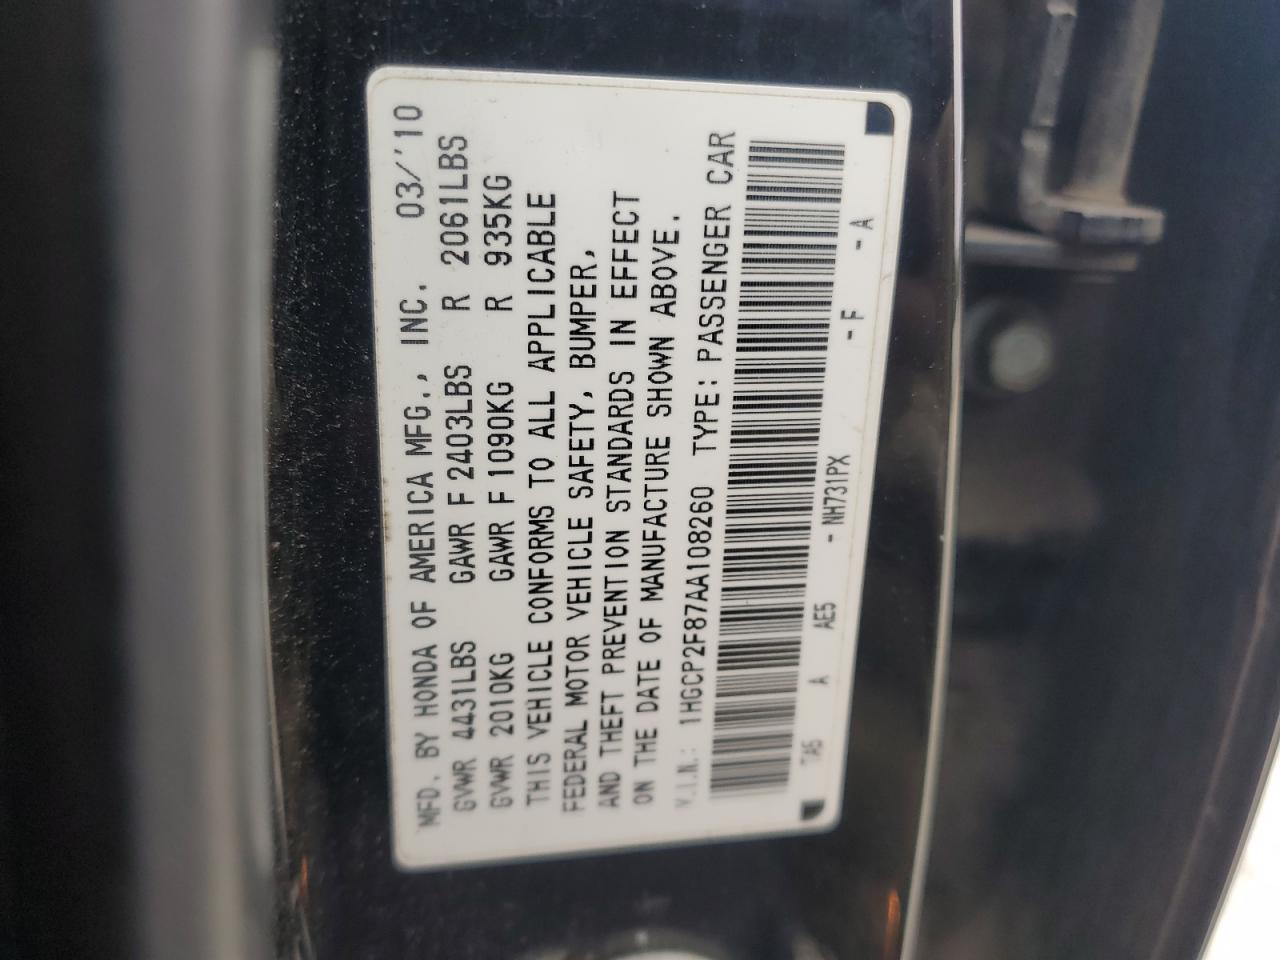 MFD. BY HONDA OF AMERICA MFG., INC. 03/'10
GVWR 4431LBS GAWR F 2403LBS R 2061LBS
GVWR 2010KG GAWR F 1090KG R 935KG
THIS VEHICLE CONFORMS TO ALL APPLICABLE
FEDERAL MOTOR VEHICLE SAFETY, BUMPER,
AND THEFT PREVENTION STANDARDS IN EFFECT
ON THE DATE OF MANUFACTURE SHOWN ABOVE.
V.I.N.: 1HGCP2F87AA108260 TYPE: PASSENGER CAR
TA5 A AE5 - NH731PX - F - A